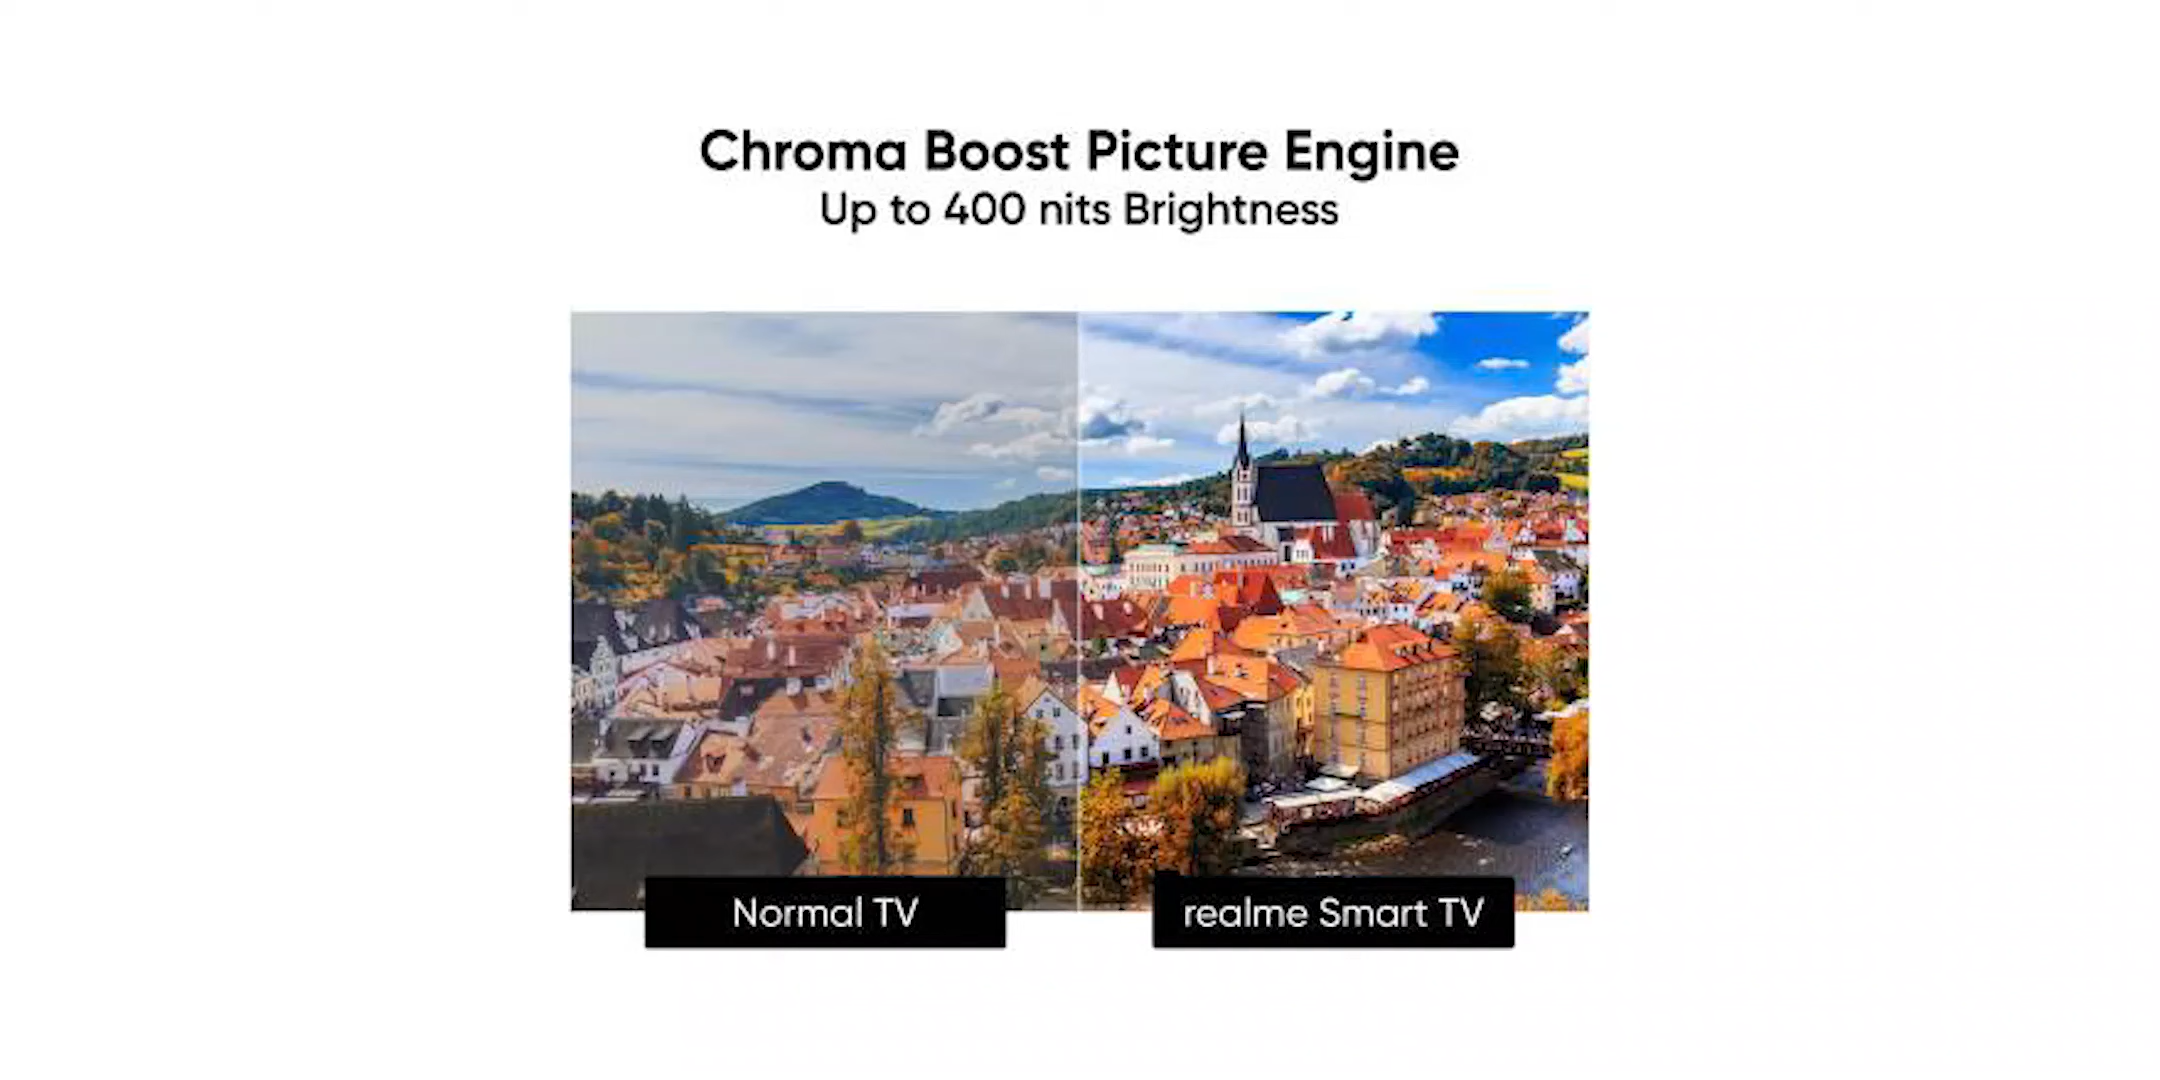 Chroma Boost Picture Engine
Up to 400 nits Brightness
Normal TV
realme Smart TV